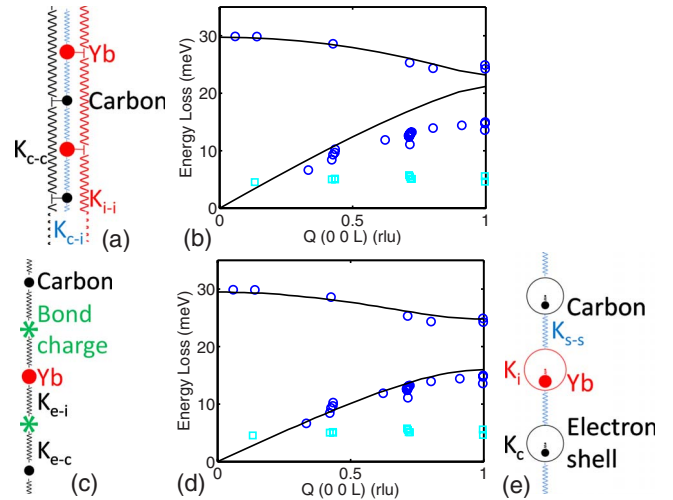 Yb
Carbon
K_c-c
K_i-i
K_c-i
(a)
Energy Loss (meV)
40
30
20
10
0
0
0.5
1
Q (0 0 L) (rlu)
(b)
Carbon
Bond
charge
Yb
K_e-i
K_e-c
(c)
Energy Loss (meV)
40
30
20
10
0
0
0.5
1
Q (0 0 L) (rlu)
(d)
Carbon
K_s-s
K_i
Yb
K_c
Electron
shell
(e)